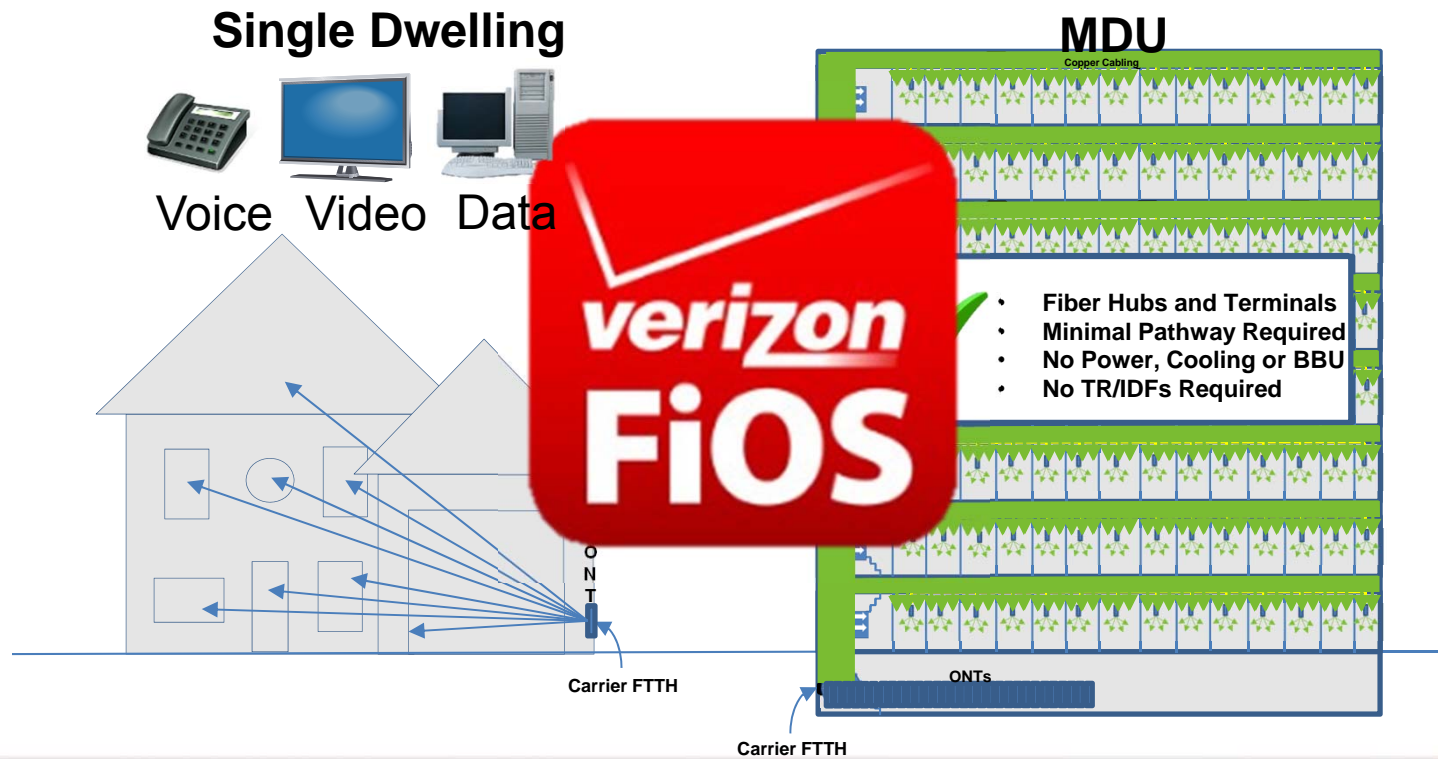 Single Dwelling
MDU
Copper Cabling
Voice Video Data
verizon
FiOS
• Fiber Hubs and Terminals
• Minimal Pathway Required
• No Power, Cooling or BBU
• No TR/IDFs Required
O
N
T
Carrier FTTH
ONTs
Carrier FTTH